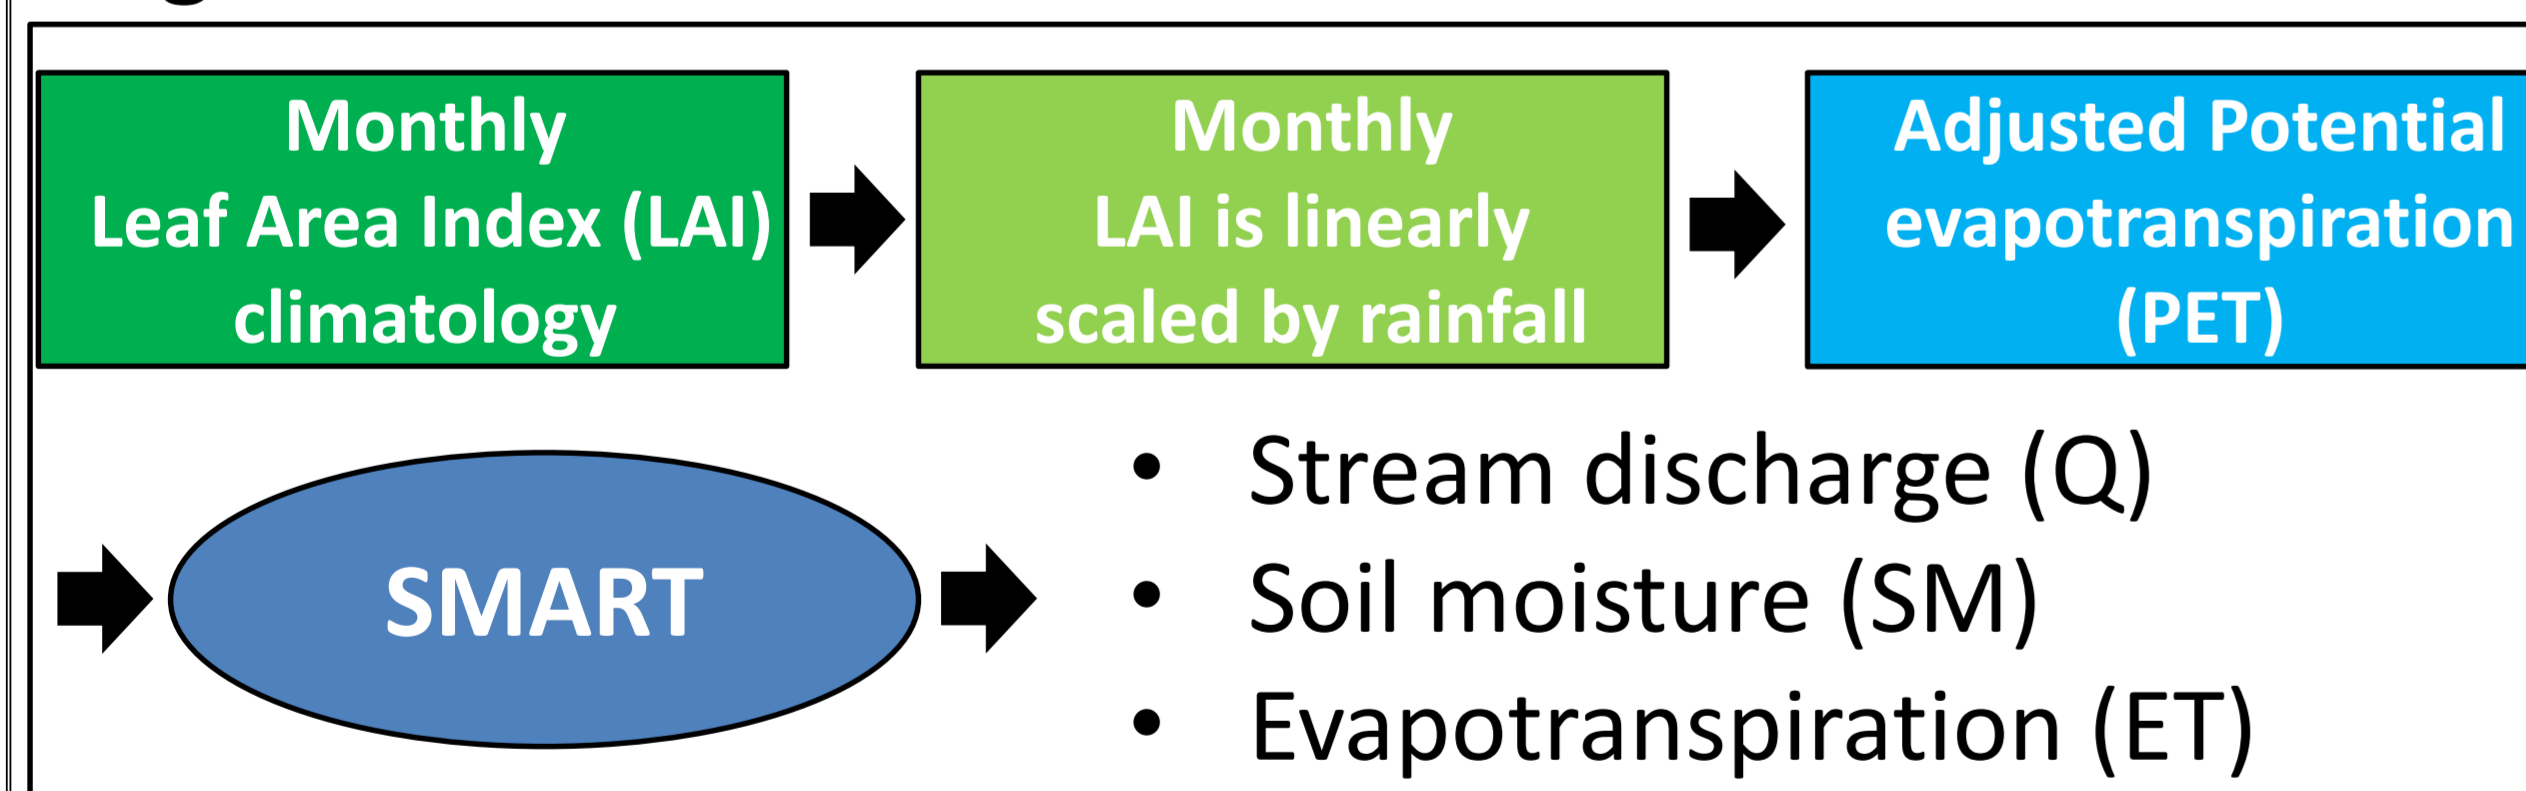 Monthly
Leaf Area Index (LAI)
climatology
Monthly
LAI is linearly
scaled by rainfall
Adjusted Potential
evapotranspiration
(PET)
SMART
• Stream discharge (Q)
• Soil moisture (SM)
• Evapotranspiration (ET)